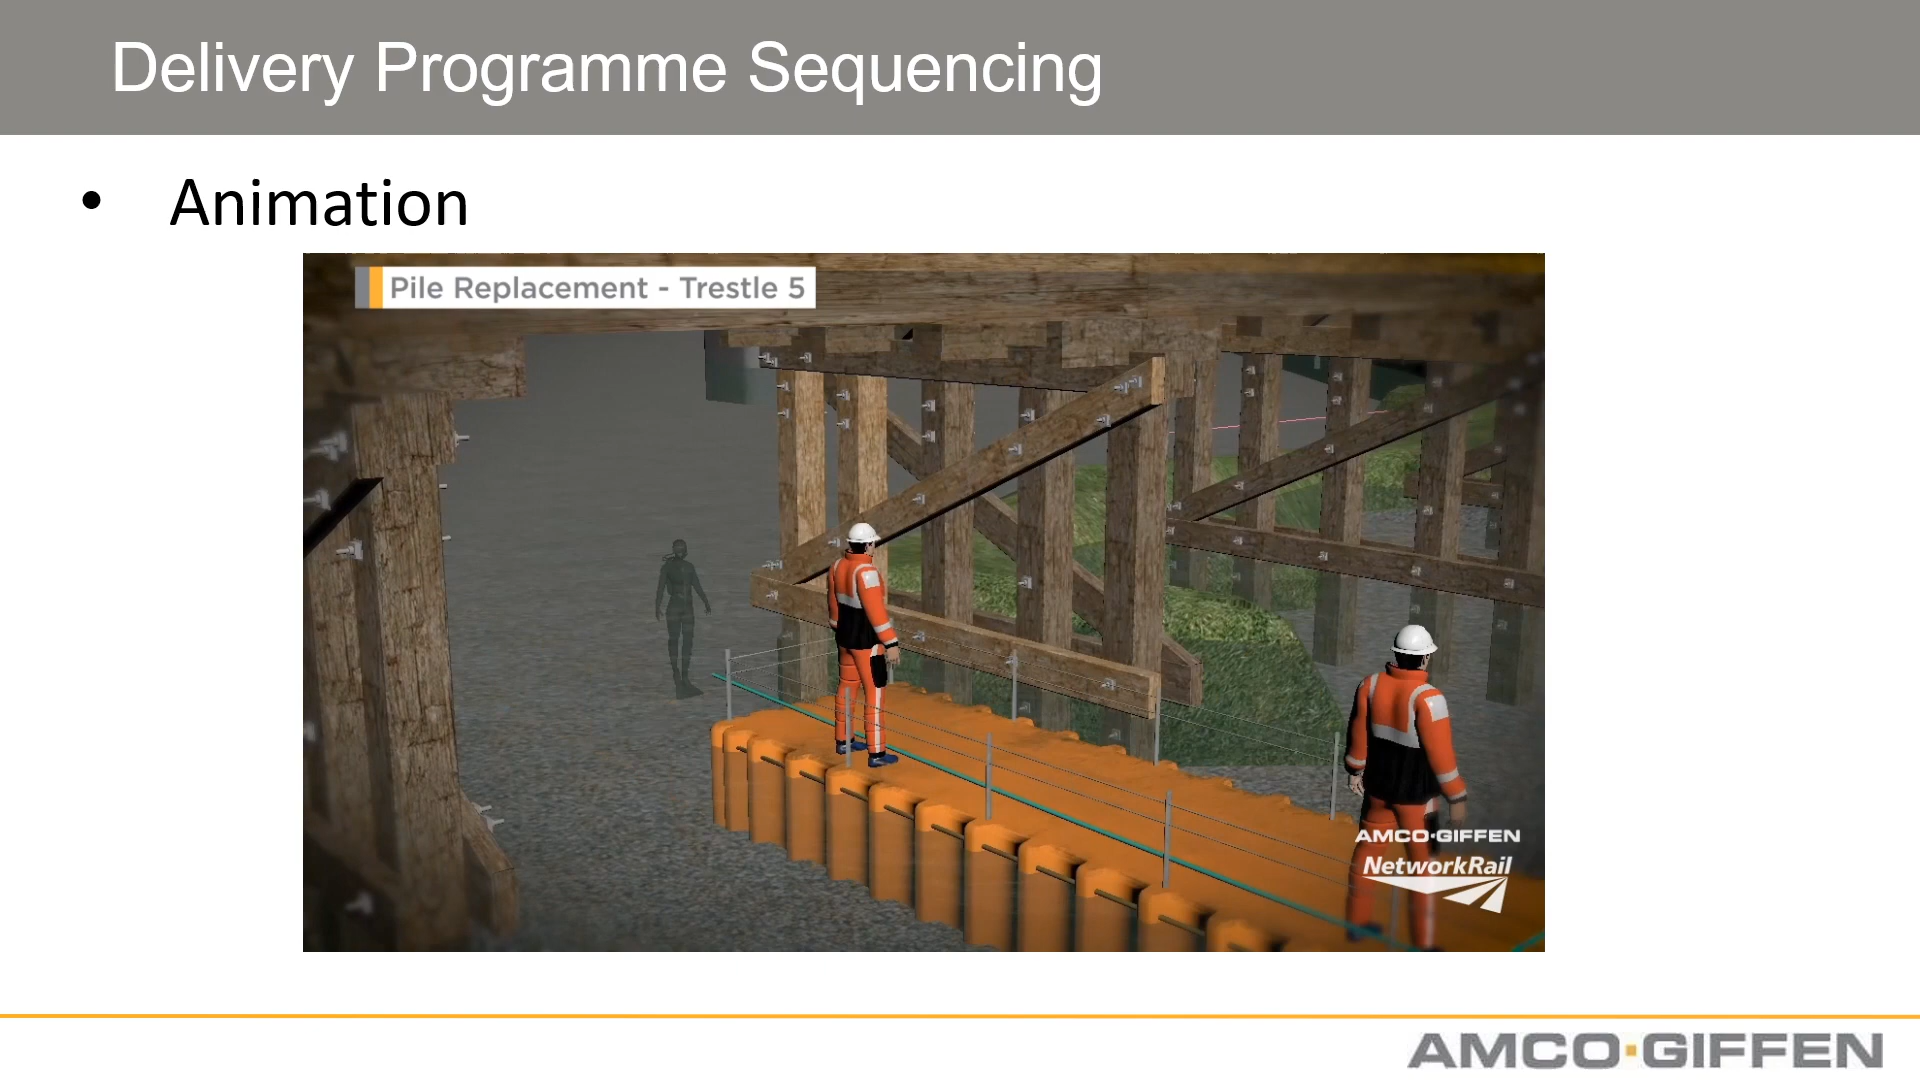 Delivery Programme Sequencing
• Animation
Pile Replacement - Trestle 5
AMCO·GIFFEN
NetworkRail
AMCO·GIFFEN